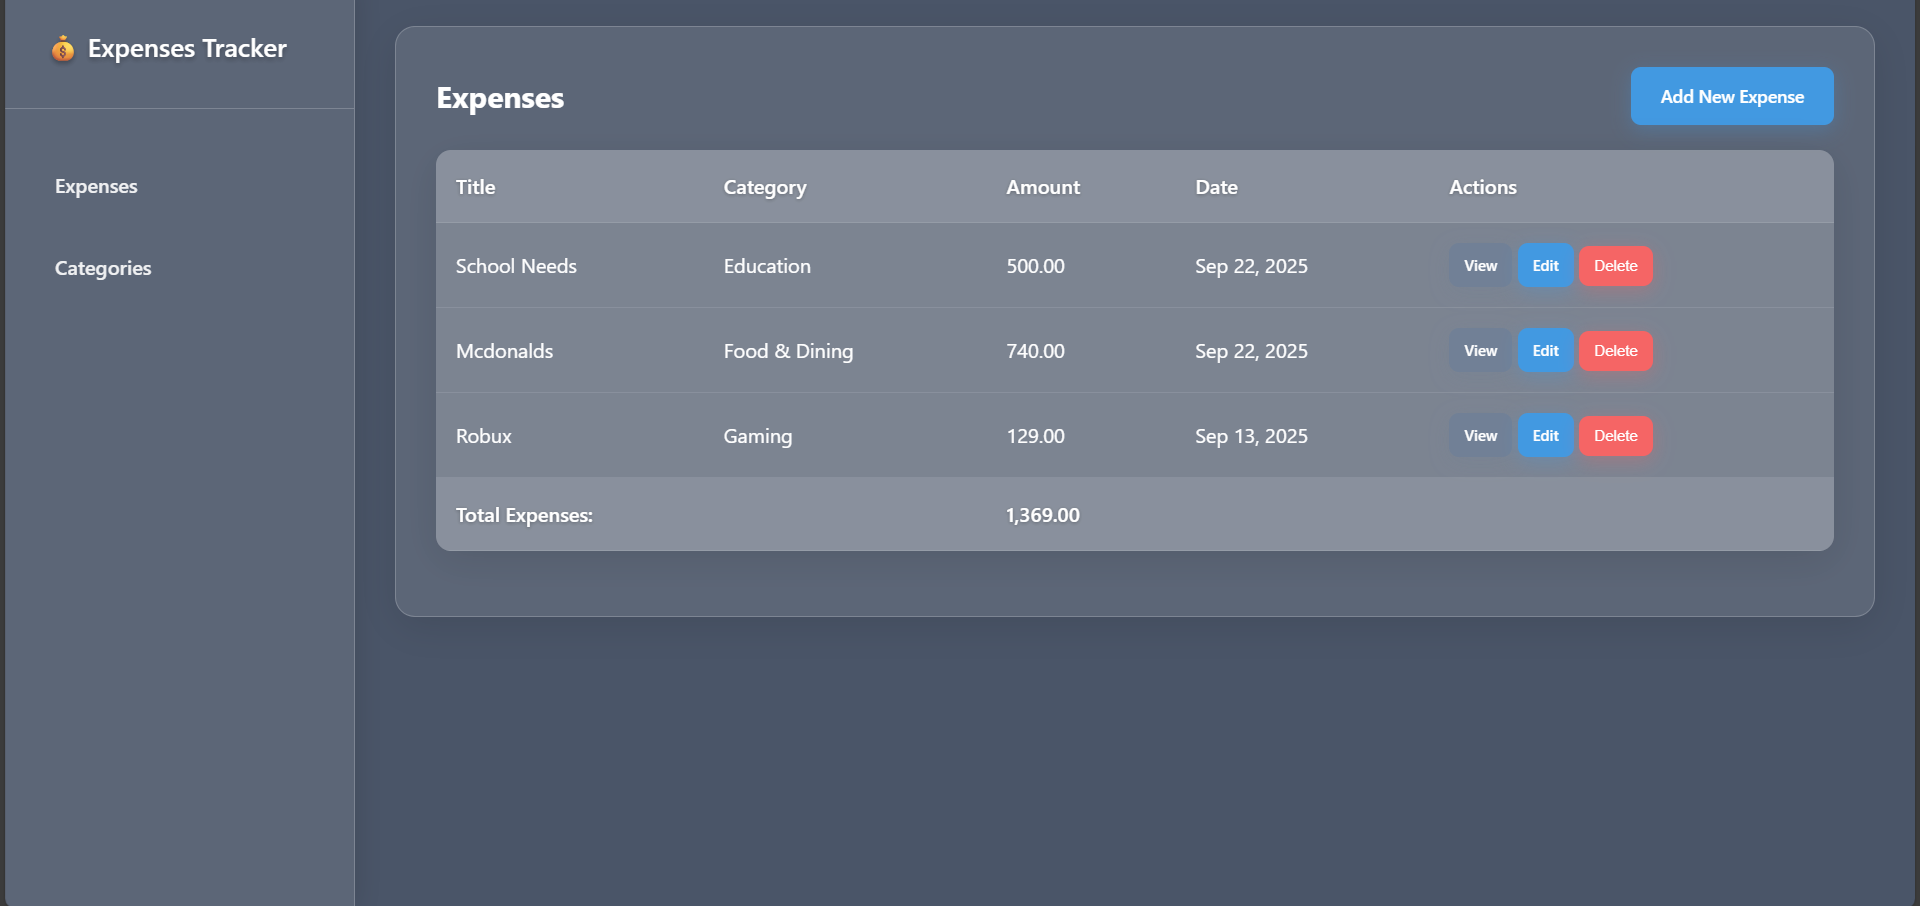 Expenses Tracker
Expenses
Categories
Expenses
Add New Expense
Title Category Amount Date Actions
School Needs Education 500.00 Sep 22, 2025 View Edit Delete
Mcdonalds Food & Dining 740.00 Sep 22, 2025 View Edit Delete
Robux Gaming 129.00 Sep 13, 2025 View Edit Delete
Total Expenses: 1,369.00